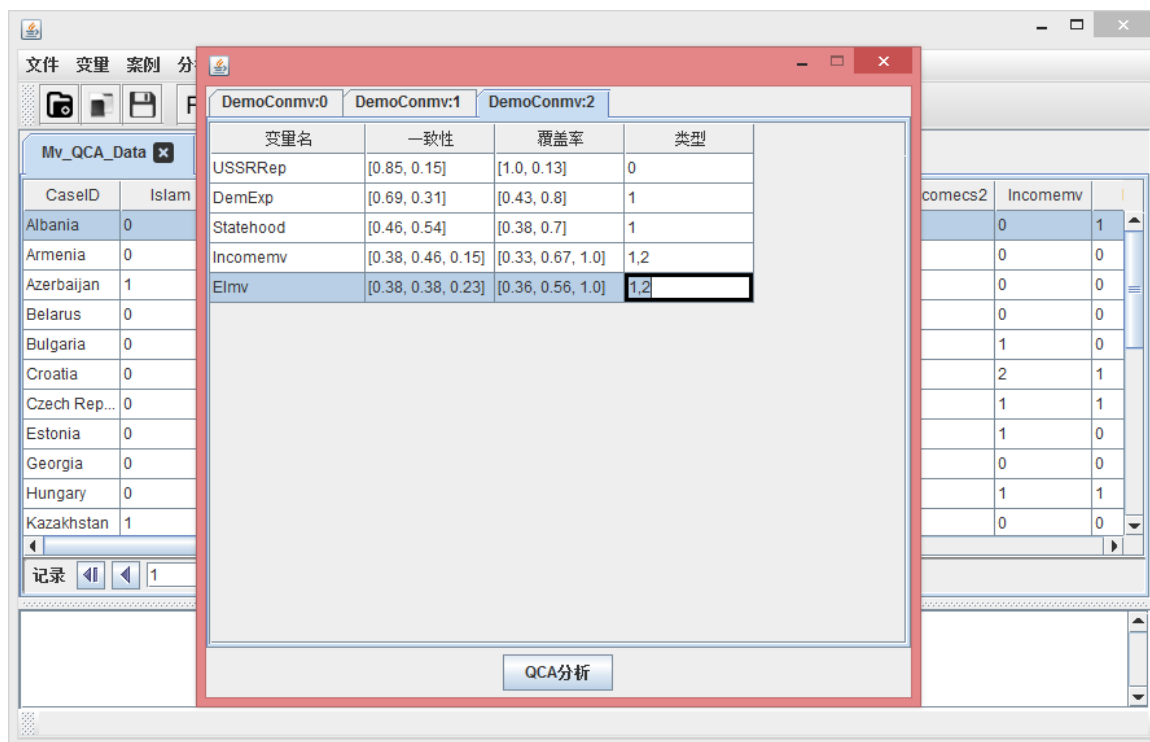 文件 变量 案例 分
Mv_QCA_Data
CaseID Islam comecs2 Incomemv
Albania 0 0 1
Armenia 0 0 0
Azerbaijan 1 0 0
Belarus 0 0 0
Bulgaria 0 1 0
Croatia 0 2 1
Czech Rep... 0 1 1
Estonia 0 1 0
Georgia 0 0 0
Hungary 0 1 1
Kazakhstan 1 0 0
记录 1
DemoConmv:0 DemoConmv:1 DemoConmv:2
变量名 一致性 覆盖率 类型
USSRRep [0.85, 0.15] [1.0, 0.13] 0
DemExp [0.69, 0.31] [0.43, 0.8] 1
Statehood [0.46, 0.54] [0.38, 0.7] 1
Incomemv [0.38, 0.46, 0.15] [0.33, 0.67, 1.0] 1,2
Elmv [0.38, 0.38, 0.23] [0.36, 0.56, 1.0] 1,2
QCA分析